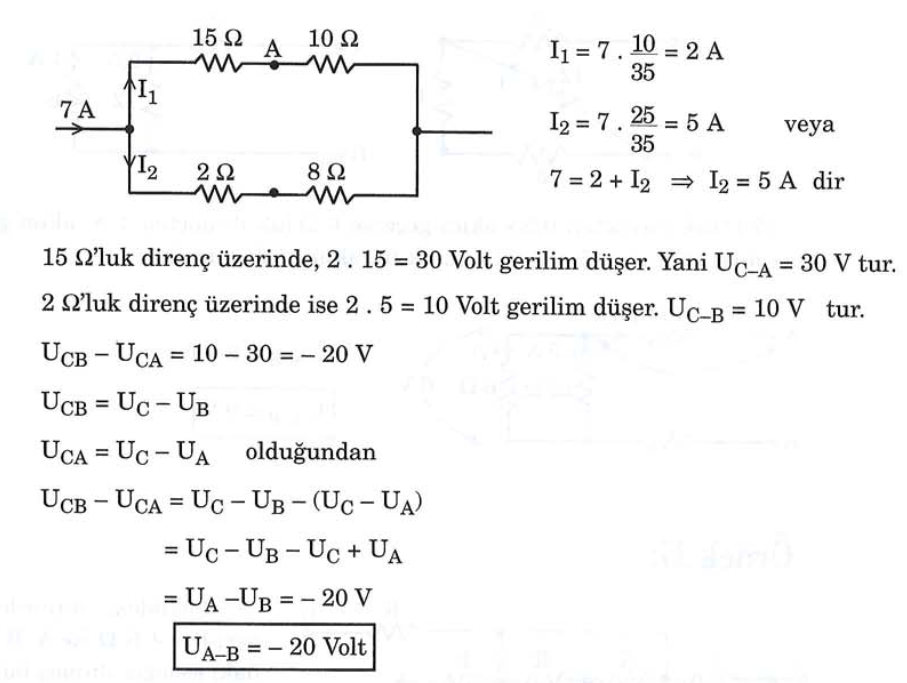 15 Ω A 10 Ω
I₁ = 7 . 10/35 = 2 A
I₁
7 A
I₂ = 7 . 25/35 = 5 A veya
I₂ 2 Ω 8 Ω
7 = 2 + I₂ ⇒ I₂ = 5 A dir
15 Ω'luk direnç üzerinde, 2 . 15 = 30 Volt gerilim düşer. Yani U_C–A = 30 V tur.
2 Ω'luk direnç üzerinde ise 2 . 5 = 10 Volt gerilim düşer. U_C–B = 10 V tur.
U_CB – U_CA = 10 – 30 = – 20 V
U_CB = U_C – U_B
U_CA = U_C – U_A olduğundan
U_CB – U_CA = U_C – U_B – (U_C – U_A)
= U_C – U_B – U_C + U_A
= U_A –U_B = – 20 V
U_A–B = – 20 Volt